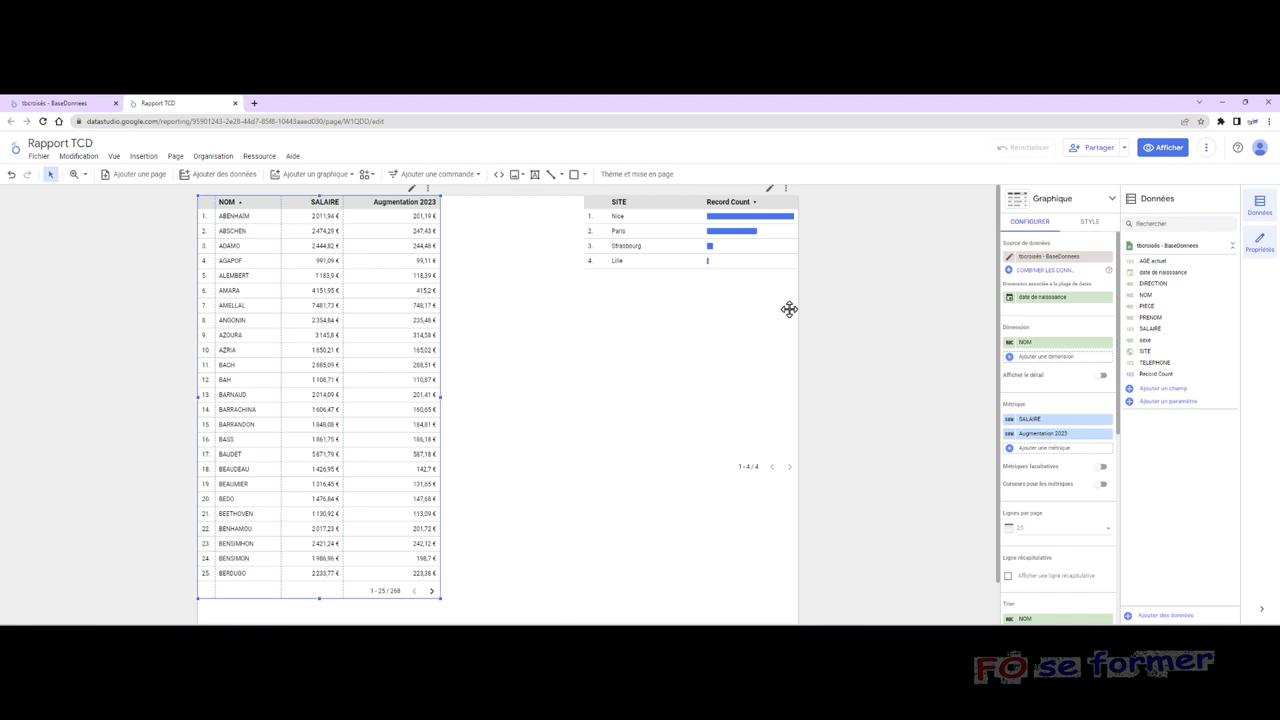 tbcroisés - BaseDonnees
Rapport TCD
datastudio.google.com/reporting/95901243-2e28-44d7-85f8-10443aaed030/page/W1QDD/edit
Rapport TCD
Fichier Modification Vue Insertion Page Organisation Ressource Aide
Réinitialiser
Partager
Afficher
Ajouter une page
Ajouter des données
Ajouter un graphique
Ajouter une commande
Thème et mise en page
NOM SALAIRE Augmentation 2023
1. ABENHAÏM 2 011,94 € 201,19 €
2. ABSCHEN 2 474,29 € 247,43 €
3. ADAMO 2 444,82 € 244,48 €
4. AGAPOF 991,09 € 99,11 €
5. ALEMBERT 1 183,9 € 118,39 €
6. AMARA 4 151,95 € 415,2 €
7. AMELLAL 7 481,73 € 748,17 €
8. ANGONIN 2 354,84 € 235,48 €
9. AZOURA 3 145,8 € 314,58 €
10. AZRIA 1 650,21 € 165,02 €
11. BACH 2 885,09 € 288,51 €
12. BAH 1 108,71 € 110,87 €
13. BARNAUD 2 014,09 € 201,41 €
14. BARRACHINA 1 606,47 € 160,65 €
15. BARRANDON 1 848,08 € 184,81 €
16. BASS 1 861,75 € 186,18 €
17. BAUDET 5 871,79 € 587,18 €
18. BEAUDEAU 1 426,95 € 142,7 €
19. BEAUMIER 1 316,45 € 131,65 €
20. BEDO 1 476,84 € 147,68 €
21. BEETHOVEN 1 130,92 € 113,09 €
22. BENHAMOU 2 017,23 € 201,72 €
23. BENSIMHON 2 421,24 € 242,12 €
24. BENSIMON 1 986,96 € 198,7 €
25. BERDUGO 2 233,77 € 223,38 €
1 - 25 / 268
SITE Record Count
1. Nice
2. Paris
3. Strasbourg
4. Lille
1 - 4 / 4
Graphique
CONFIGURER STYLE
Source de données
tbcroisés - BaseDonnees
COMBINER LES DONN...
Dimension associée à la plage de dates
date de naissance
Dimension
ABC NOM
Ajouter une dimension
Afficher le détail
Métrique
SUM SALAIRE
SUM Augmentation 2023
Ajouter une métrique
Métriques facultatives
Curseurs pour les métriques
Lignes par page
25
Ligne récapitulative
Afficher une ligne récapitulative
Trier
ABC NOM
Données
Rechercher
tbcroisés - BaseDonnees
123 AGE actuel
date de naissance
ABC DIRECTION
ABC NOM
ABC PIECE
ABC PRENOM
123 SALAIRE
ABC sexe
SITE
123 TELEPHONE
123 Record Count
Ajouter un champ
Ajouter un paramètre
Ajouter des données
Données
Propriétés
FO se former